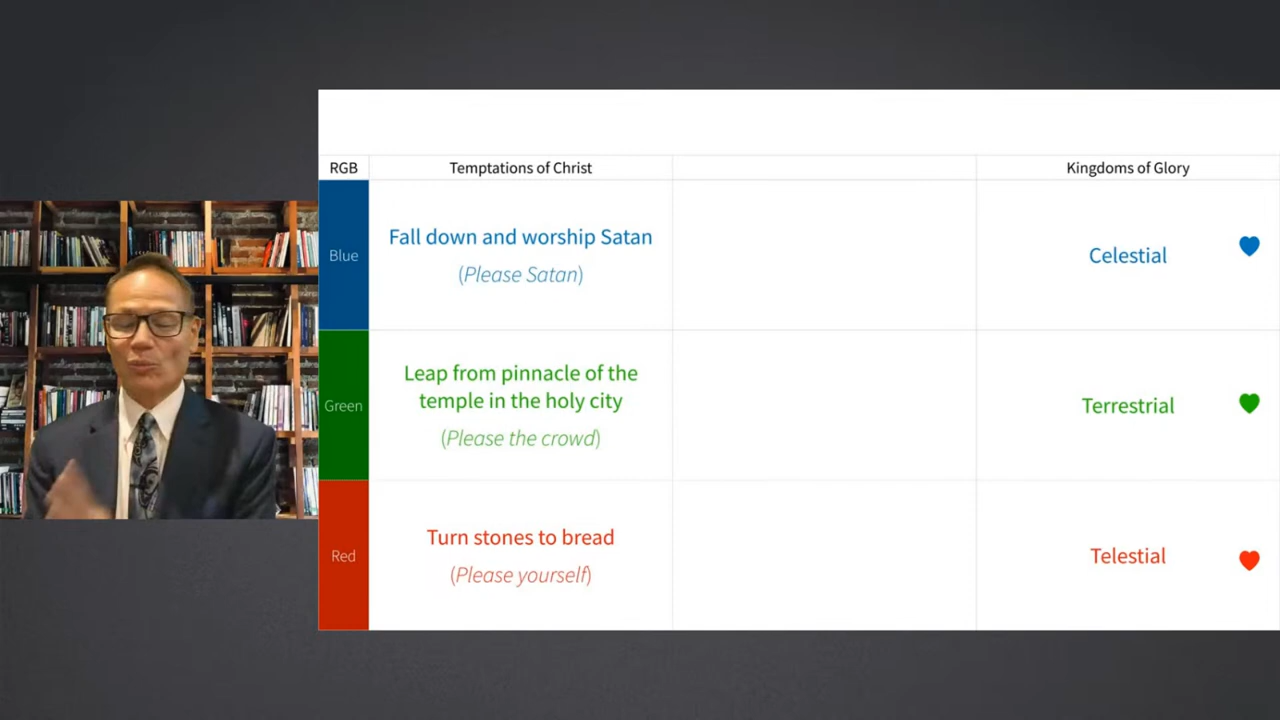 RGB
Temptations of Christ
Kingdoms of Glory
Blue
Fall down and worship Satan
(Please Satan)
Celestial
Green
Leap from pinnacle of the
temple in the holy city
(Please the crowd)
Terrestrial
Red
Turn stones to bread
(Please yourself)
Telestial